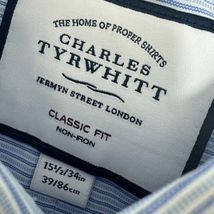 THE HOME OF PROPER SHIRTS
CHARLES
TYRWHITT
JERMYN STREET LONDON
CLASSIC FIT
NON-IRON
15½/34in
39/86cm